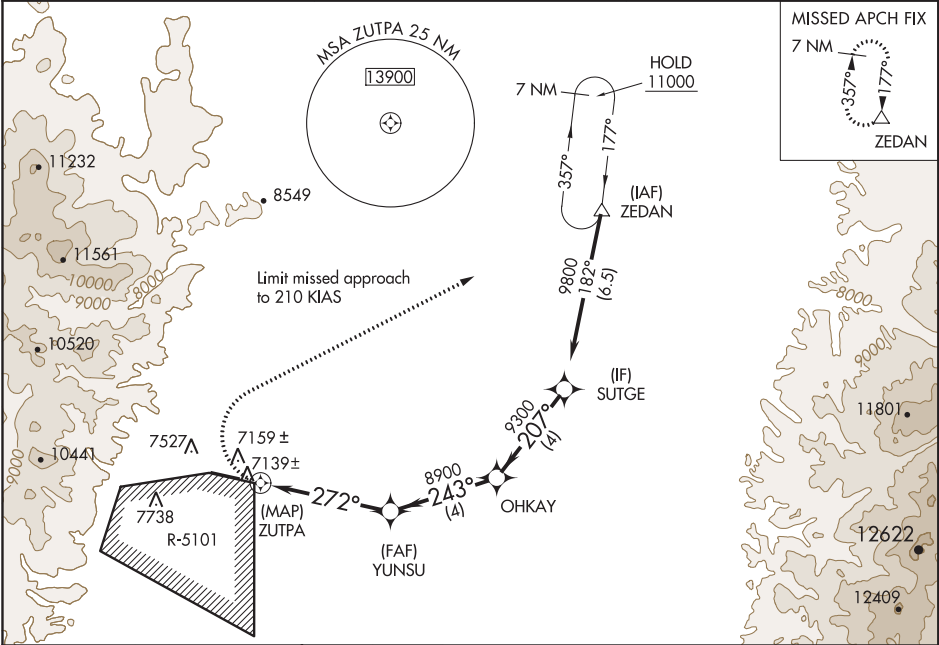 MSA ZUTPA 25 NM
13900
HOLD
11000
7 NM
357°
177°
(IAF)
ZEDAN
MISSED APCH FIX
7 NM
357°
177°
ZEDAN
11232
8549
11561
10000
9000
8000
Limit missed approach
to 210 KIAS
9800
182°
(6.5)
8000
9000
10520
(IF)
SUTGE
9300
207°
(4)
11801
7527
7159 ±
7139±
10441
8900
243°
(4)
OHKAY
272°
(MAP)
ZUTPA
7738
R-5101
(FAF)
YUNSU
12622
12409